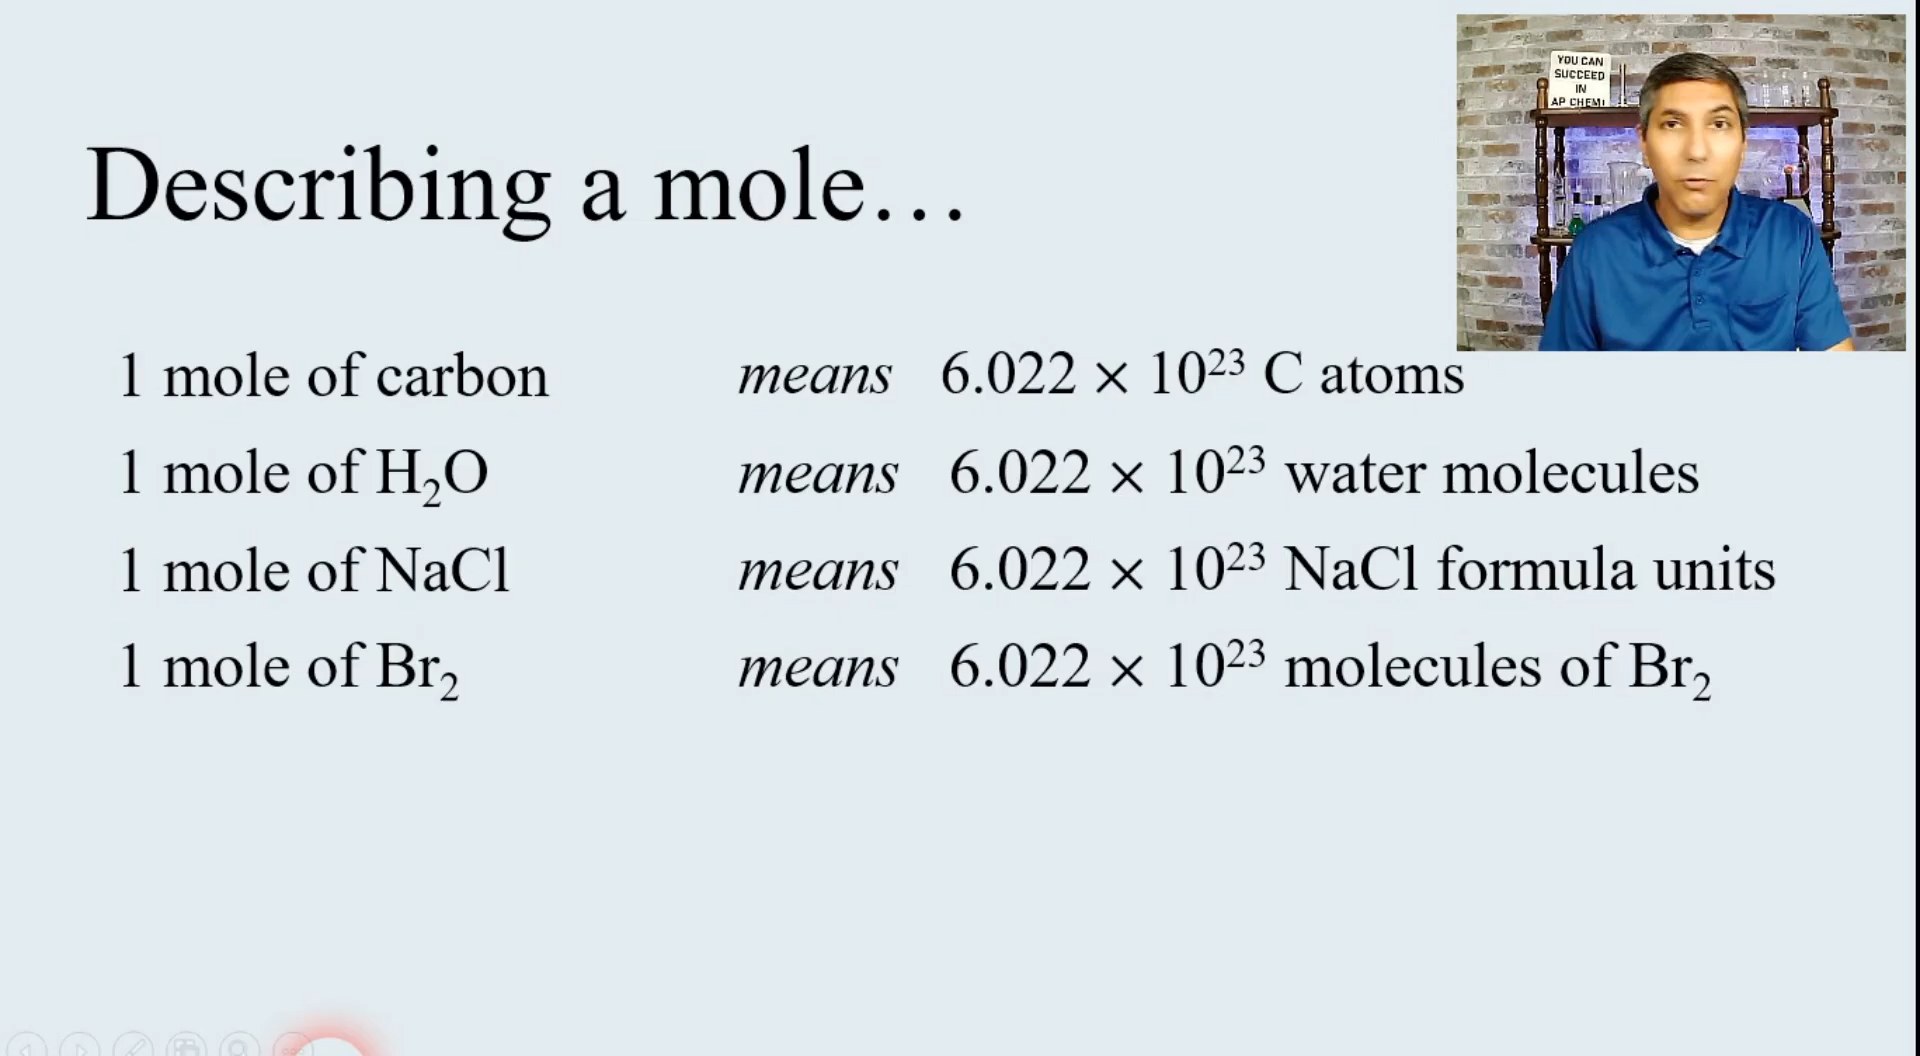 YOU CAN
SUCCEED
IN
AP CHEM!
Describing a mole…
1 mole of carbon means 6.022 × 10²³ C atoms
1 mole of H₂O means 6.022 × 10²³ water molecules
1 mole of NaCl means 6.022 × 10²³ NaCl formula units
1 mole of Br₂ means 6.022 × 10²³ molecules of Br₂